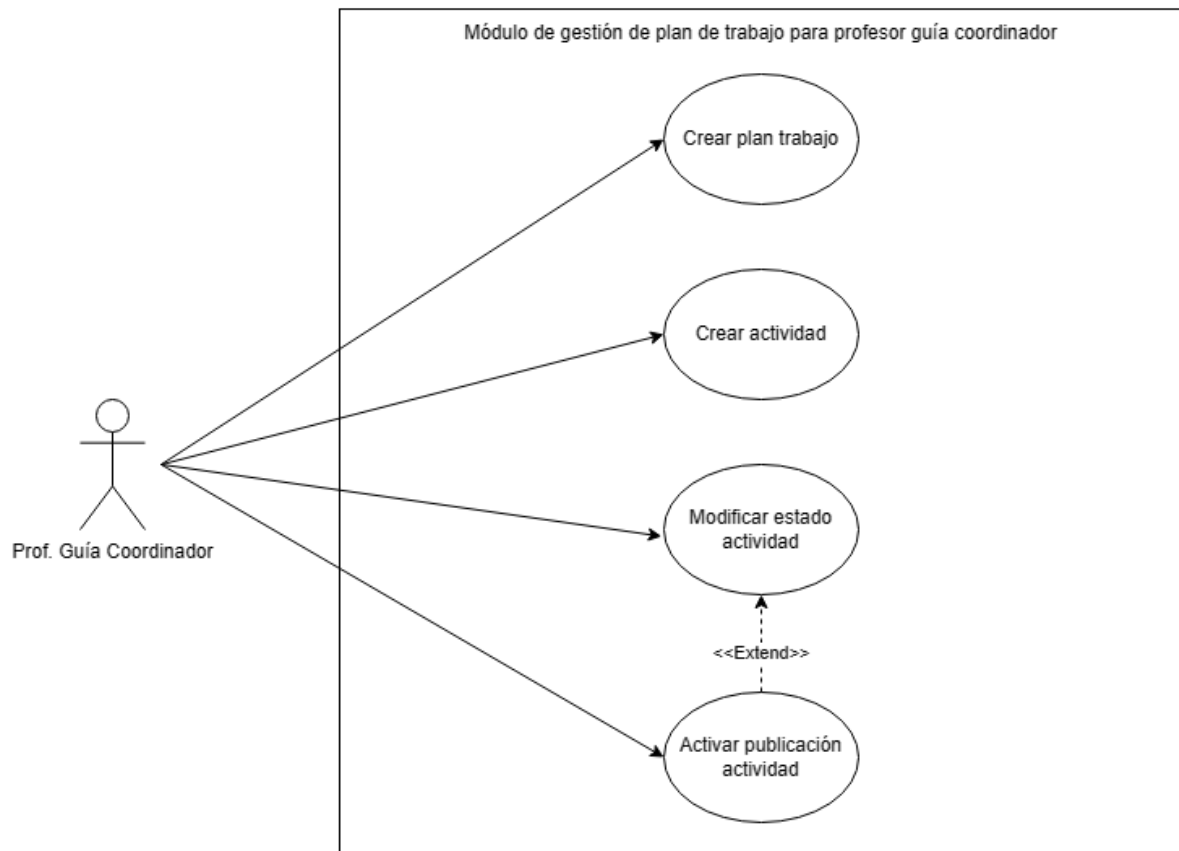 Módulo de gestión de plan de trabajo para profesor guía coordinador
Crear plan trabajo
Crear actividad
Modificar estado
actividad
Prof. Guía Coordinador
<<Extend>>
Activar publicación
actividad